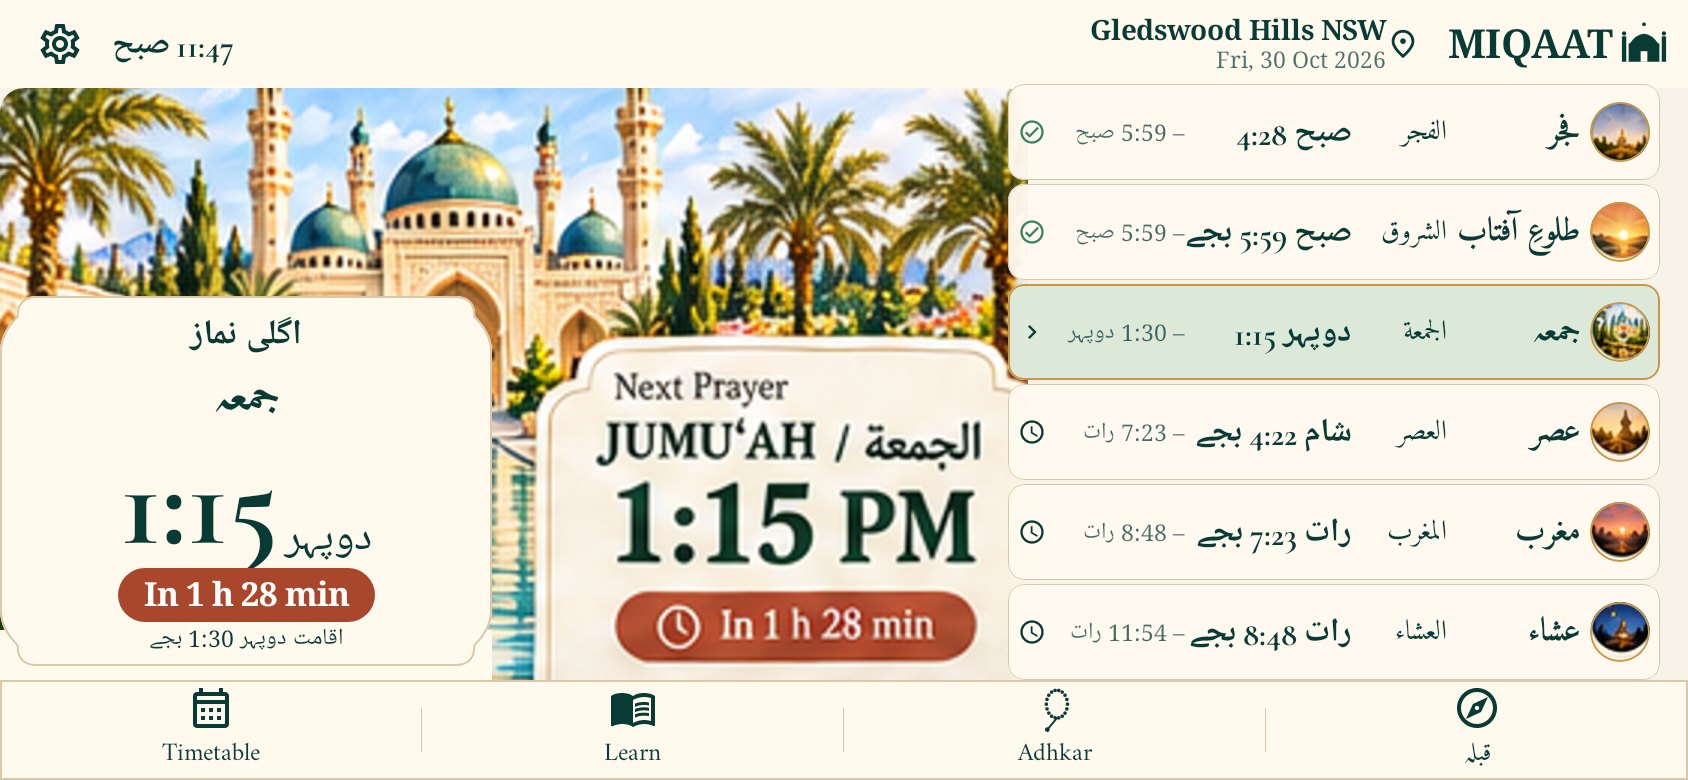 MIQAAT
Gledswood Hills NSW
Fri, 30 Oct 2026
11:47 صبح
فجر الفجر صبح 4:28 – 5:59 صبح
طلوعِ آفتاب الشروق صبح 5:59 بجے – 5:59 صبح
جمعہ الجمعة دوپہر 1:15 – 1:30 دوپہر
عصر العصر شام 4:22 بجے – 7:23 رات
مغرب المغرب رات 7:23 بجے – 8:48 رات
عشاء العشاء رات 8:48 بجے – 11:54 رات
Next Prayer
JUMU‘AH / الجمعة
1:15 PM
In 1 h 28 min
اگلی نماز
جمعہ
1:15 دوپہر
In 1 h 28 min
اقامت دوپہر 1:30 بجے
Timetable
Learn
Adhkar
قبلہ